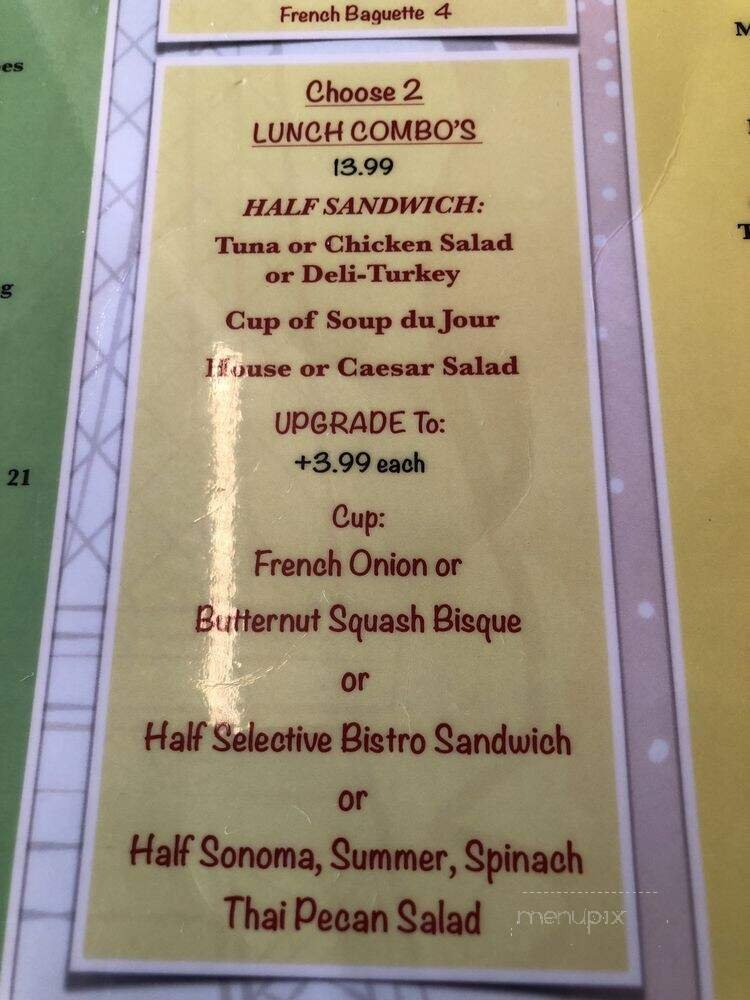 French Baguette 4
Choose 2
LUNCH COMBO'S
13.99
HALF SANDWICH:
Tuna or Chicken Salad
or Deli-Turkey
Cup of Soup du Jour
House or Caesar Salad
UPGRADE To:
+3.99 each
Cup:
French Onion or
Butternut Squash Bisque
or
Half Selective Bistro Sandwich
or
Half Sonoma, Summer, Spinach
Thai Pecan Salad
21
menupix